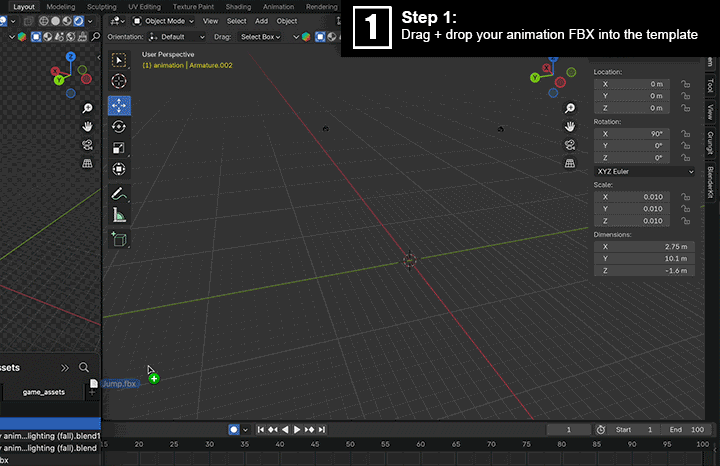 Layout Modeling Sculpting UV Editing Texture Paint Shading Animation Rendering
1
Step 1:
Drag + drop your animation FBX into the template
Object Mode View Select Add Object
Orientation: Default Drag: Select Box
User Perspective
(1) animation | Armature.002
Z
X
Y
Z
X
Y
Location:
X 0 m
Y 0 m
Z 0 m
Rotation:
X 90°
Y 0°
Z 0°
XYZ Euler
Scale:
X 0.010
Y 0.010
Z 0.010
Dimensions:
X 2.75 m
Y 10.1 m
Z -1.6 m
Tool
View
Grungit
BlenderKit
ssets
game_assets
+
Jump.fbx
y anim...lighting (fall).blend1
y anim...lighting (fall).blend
bx
1 Start 1 End 100
15 20 25 30 35 40 45 50 55 60 65 70 75 80 85 90 95 100